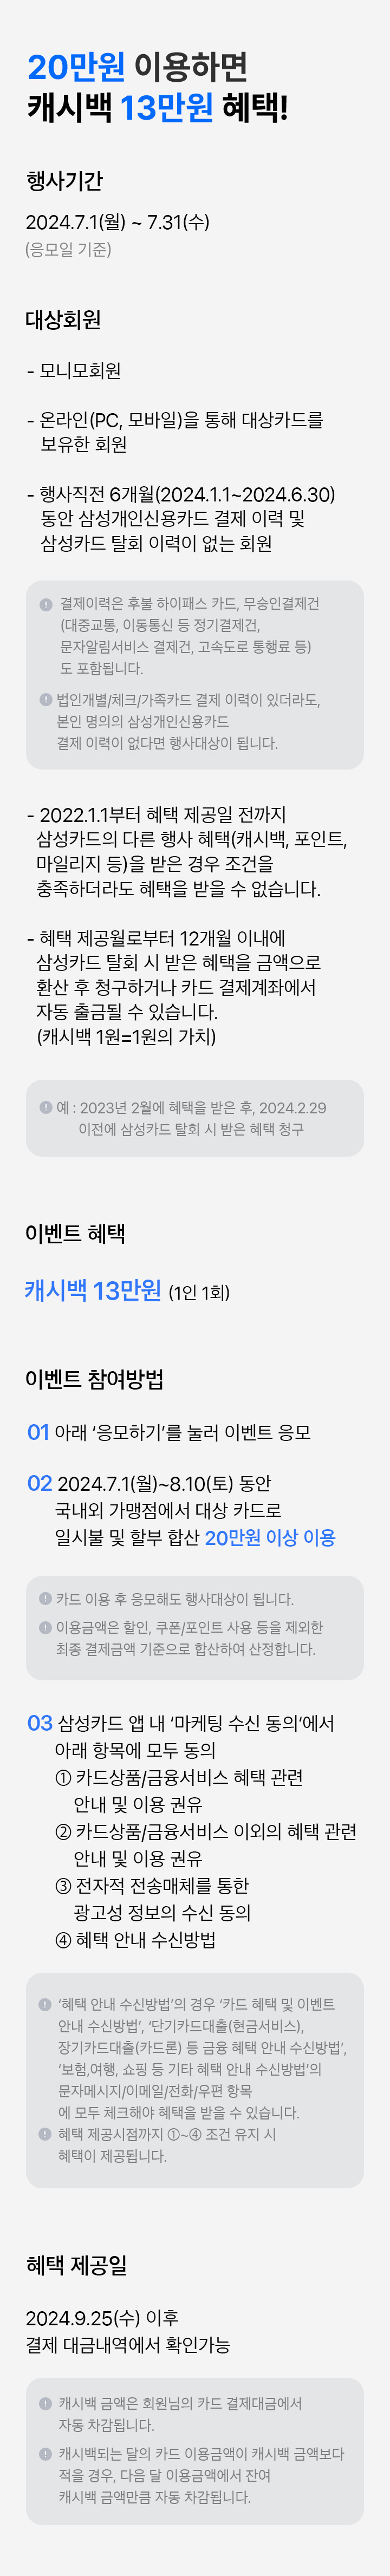 20만원 이용하면
캐시백 13만원 혜택!
행사기간
2024.7.1(월) ~ 7.31(수)
(응모일 기준)
대상회원
- 모니모회원
- 온라인(PC, 모바일)을 통해 대상카드를
보유한 회원
- 행사직전 6개월(2024.1.1~2024.6.30)
동안 삼성개인신용카드 결제 이력 및
삼성카드 탈회 이력이 없는 회원
결제이력은 후불 하이패스 카드, 무승인결제건
(대중교통, 이동통신 등 정기결제건,
문자알림서비스 결제건, 고속도로 통행료 등)
도 포함됩니다.
법인개별/체크/가족카드 결제 이력이 있더라도,
본인 명의의 삼성개인신용카드
결제 이력이 없다면 행사대상이 됩니다.
- 2022.1.1부터 혜택 제공일 전까지
삼성카드의 다른 행사 혜택(캐시백, 포인트,
마일리지 등)을 받은 경우 조건을
충족하더라도 혜택을 받을 수 없습니다.
- 혜택 제공월로부터 12개월 이내에
삼성카드 탈회 시 받은 혜택을 금액으로
환산 후 청구하거나 카드 결제계좌에서
자동 출금될 수 있습니다.
(캐시백 1원=1원의 가치)
예 : 2023년 2월에 혜택을 받은 후, 2024.2.29
이전에 삼성카드 탈회 시 받은 혜택 청구
이벤트 혜택
캐시백 13만원 (1인 1회)
이벤트 참여방법
01 아래 ‘응모하기’를 눌러 이벤트 응모
02 2024.7.1(월)~8.10(토) 동안
국내외 가맹점에서 대상 카드로
일시불 및 할부 합산 20만원 이상 이용
카드 이용 후 응모해도 행사대상이 됩니다.
이용금액은 할인, 쿠폰/포인트 사용 등을 제외한
최종 결제금액 기준으로 합산하여 산정합니다.
03 삼성카드 앱 내 ‘마케팅 수신 동의‘에서
아래 항목에 모두 동의
① 카드상품/금융서비스 혜택 관련
안내 및 이용 권유
② 카드상품/금융서비스 이외의 혜택 관련
안내 및 이용 권유
③ 전자적 전송매체를 통한
광고성 정보의 수신 동의
④ 혜택 안내 수신방법
‘혜택 안내 수신방법’의 경우 ‘카드 혜택 및 이벤트
안내 수신방법’, ‘단기카드대출(현금서비스),
장기카드대출(카드론) 등 금융 혜택 안내 수신방법’,
‘보험,여행, 쇼핑 등 기타 혜택 안내 수신방법’의
문자메시지/이메일/전화/우편 항목
에 모두 체크해야 혜택을 받을 수 있습니다.
혜택 제공시점까지 ①~④ 조건 유지 시
혜택이 제공됩니다.
혜택 제공일
2024.9.25(수) 이후
결제 대금내역에서 확인가능
캐시백 금액은 회원님의 카드 결제대금에서
자동 차감됩니다.
캐시백되는 달의 카드 이용금액이 캐시백 금액보다
적을 경우, 다음 달 이용금액에서 잔여
캐시백 금액만큼 자동 차감됩니다.